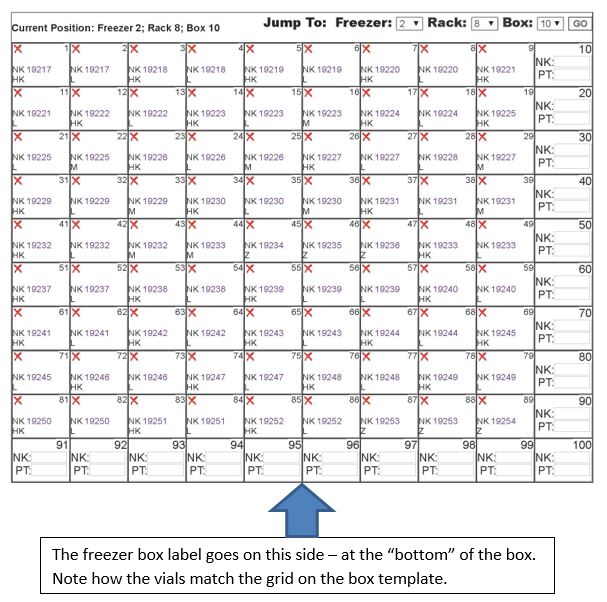 Current Position: Freezer 2; Rack 8; Box 10 Jump To: Freezer: 2 Rack: 8 Box: 10 GO
1 2 3 4 5 6 7 8 9 10
NK 19217 NK 19217 NK 19218 NK 19218 NK 19219 NK 19219 NK 19220 NK 19220 NK 19221 NK:
HK L HK L HK L HK L HK PT:
11 12 13 14 15 16 17 18 19 20
NK 19221 NK 19222 NK 19222 NK 19223 NK 19223 NK 19223 NK 19224 NK 19224 NK 19225 NK:
L HK L HK L M HK L HK PT:
21 22 23 24 25 26 27 28 29 30
NK 19225 NK 19225 NK 19226 NK 19226 NK 19226 NK 19227 NK 19227 NK 19228 NK 19227 NK:
L M HK L M HK L L M PT:
31 32 33 34 35 36 37 38 39 40
NK 19229 NK 19229 NK 19229 NK 19230 NK 19230 NK 19230 NK 19231 NK 19231 NK 19231 NK:
HK L M HK L M HK L M PT:
41 42 43 44 45 46 47 48 49 50
NK 19232 NK 19232 NK 19232 NK 19233 NK 19234 NK 19235 NK 19236 NK 19233 NK 19233 NK:
HK L M M Z Z Z HK L PT:
51 52 53 54 55 56 57 58 59 60
NK 19237 NK 19237 NK 19238 NK 19238 NK 19239 NK 19235 NK 19239 NK 19240 NK 19240 NK:
HK L HK L HK HK L HK L PT:
61 62 63 64 65 66 67 68 69 70
NK 19241 NK 19241 NK 19242 NK 19242 NK 19243 NK 19243 NK 19244 NK 19244 NK 19245 NK:
HK L HK L HK L HK L HK PT:
71 72 73 74 75 76 77 78 79 80
NK 19245 NK 19246 NK 19246 NK 19247 NK 19247 NK 19248 NK 19248 NK 19249 NK 19249 NK:
L HK L HK L HK L HK L PT:
81 82 83 84 85 86 87 88 89 90
NK 19250 NK 19250 NK 19251 NK 19251 NK 19252 NK 19252 NK 19253 NK 19253 NK 19254 NK:
HK L HK L HK L Z HK Z PT:
91 92 93 94 95 96 97 98 99 100
NK: NK: NK: NK: NK: NK: NK: NK: NK: NK:
PT: PT: PT: PT: PT: PT: PT: PT: PT: PT:
The freezer box label goes on this side – at the “bottom” of the box.
Note how the vials match the grid on the box template.